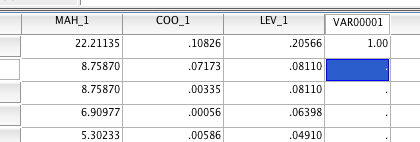 MAH_1 COO_1 LEV_1 VAR00001
22.21135 .10826 .20566 1.00
8.75870 .07173 .08110 .
8.75870 .00335 .08110 .
6.90977 .00056 .06398 .
5.30233 .00586 .04910 .